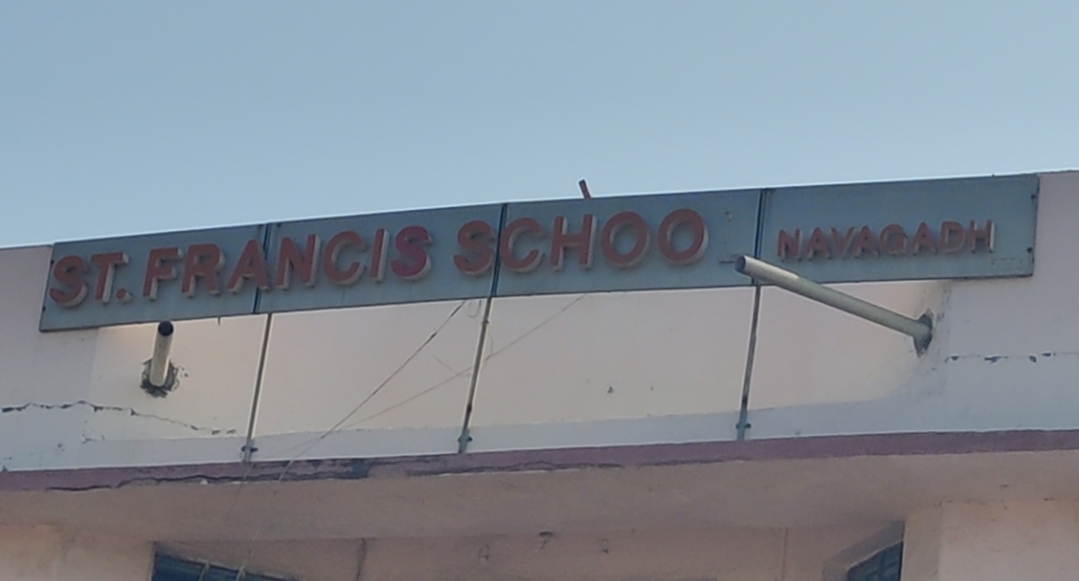 ST. FRANCIS SCHOO NAVAGADH